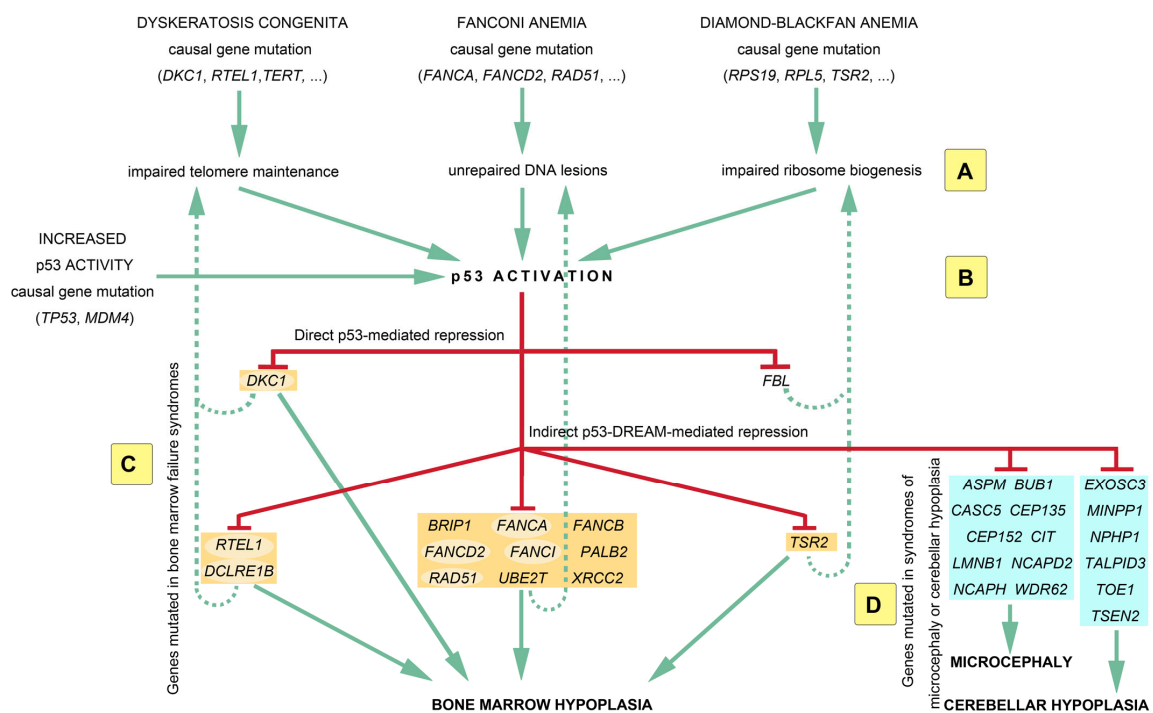 DYSKERATOSIS CONGENITA
causal gene mutation
(DKC1, RTEL1,TERT, ...)
FANCONI ANEMIA
causal gene mutation
(FANCA, FANCD2, RAD51, ...)
DIAMOND-BLACKFAN ANEMIA
causal gene mutation
(RPS19, RPL5, TSR2, ...)
impaired telomere maintenance
unrepaired DNA lesions
impaired ribosome biogenesis
A
INCREASED
p53 ACTIVITY
causal gene mutation
(TP53, MDM4)
p53 ACTIVATION
B
Direct p53-mediated repression
DKC1
FBL
Genes mutated in bone marrow failure syndromes
C
Indirect p53-DREAM-mediated repression
RTEL1
DCLRE1B
BRIP1 FANCA FANCB
FANCD2 FANCI PALB2
RAD51 UBE2T XRCC2
TSR2
D
Genes mutated in syndromes of
microcephaly or cerebellar hypoplasia
ASPM BUB1
CASC5 CEP135
CEP152 CIT
LMNB1 NCAPD2
NCAPH WDR62
EXOSC3
MINPP1
NPHP1
TALPID3
TOE1
TSEN2
MICROCEPHALY
BONE MARROW HYPOPLASIA
CEREBELLAR HYPOPLASIA